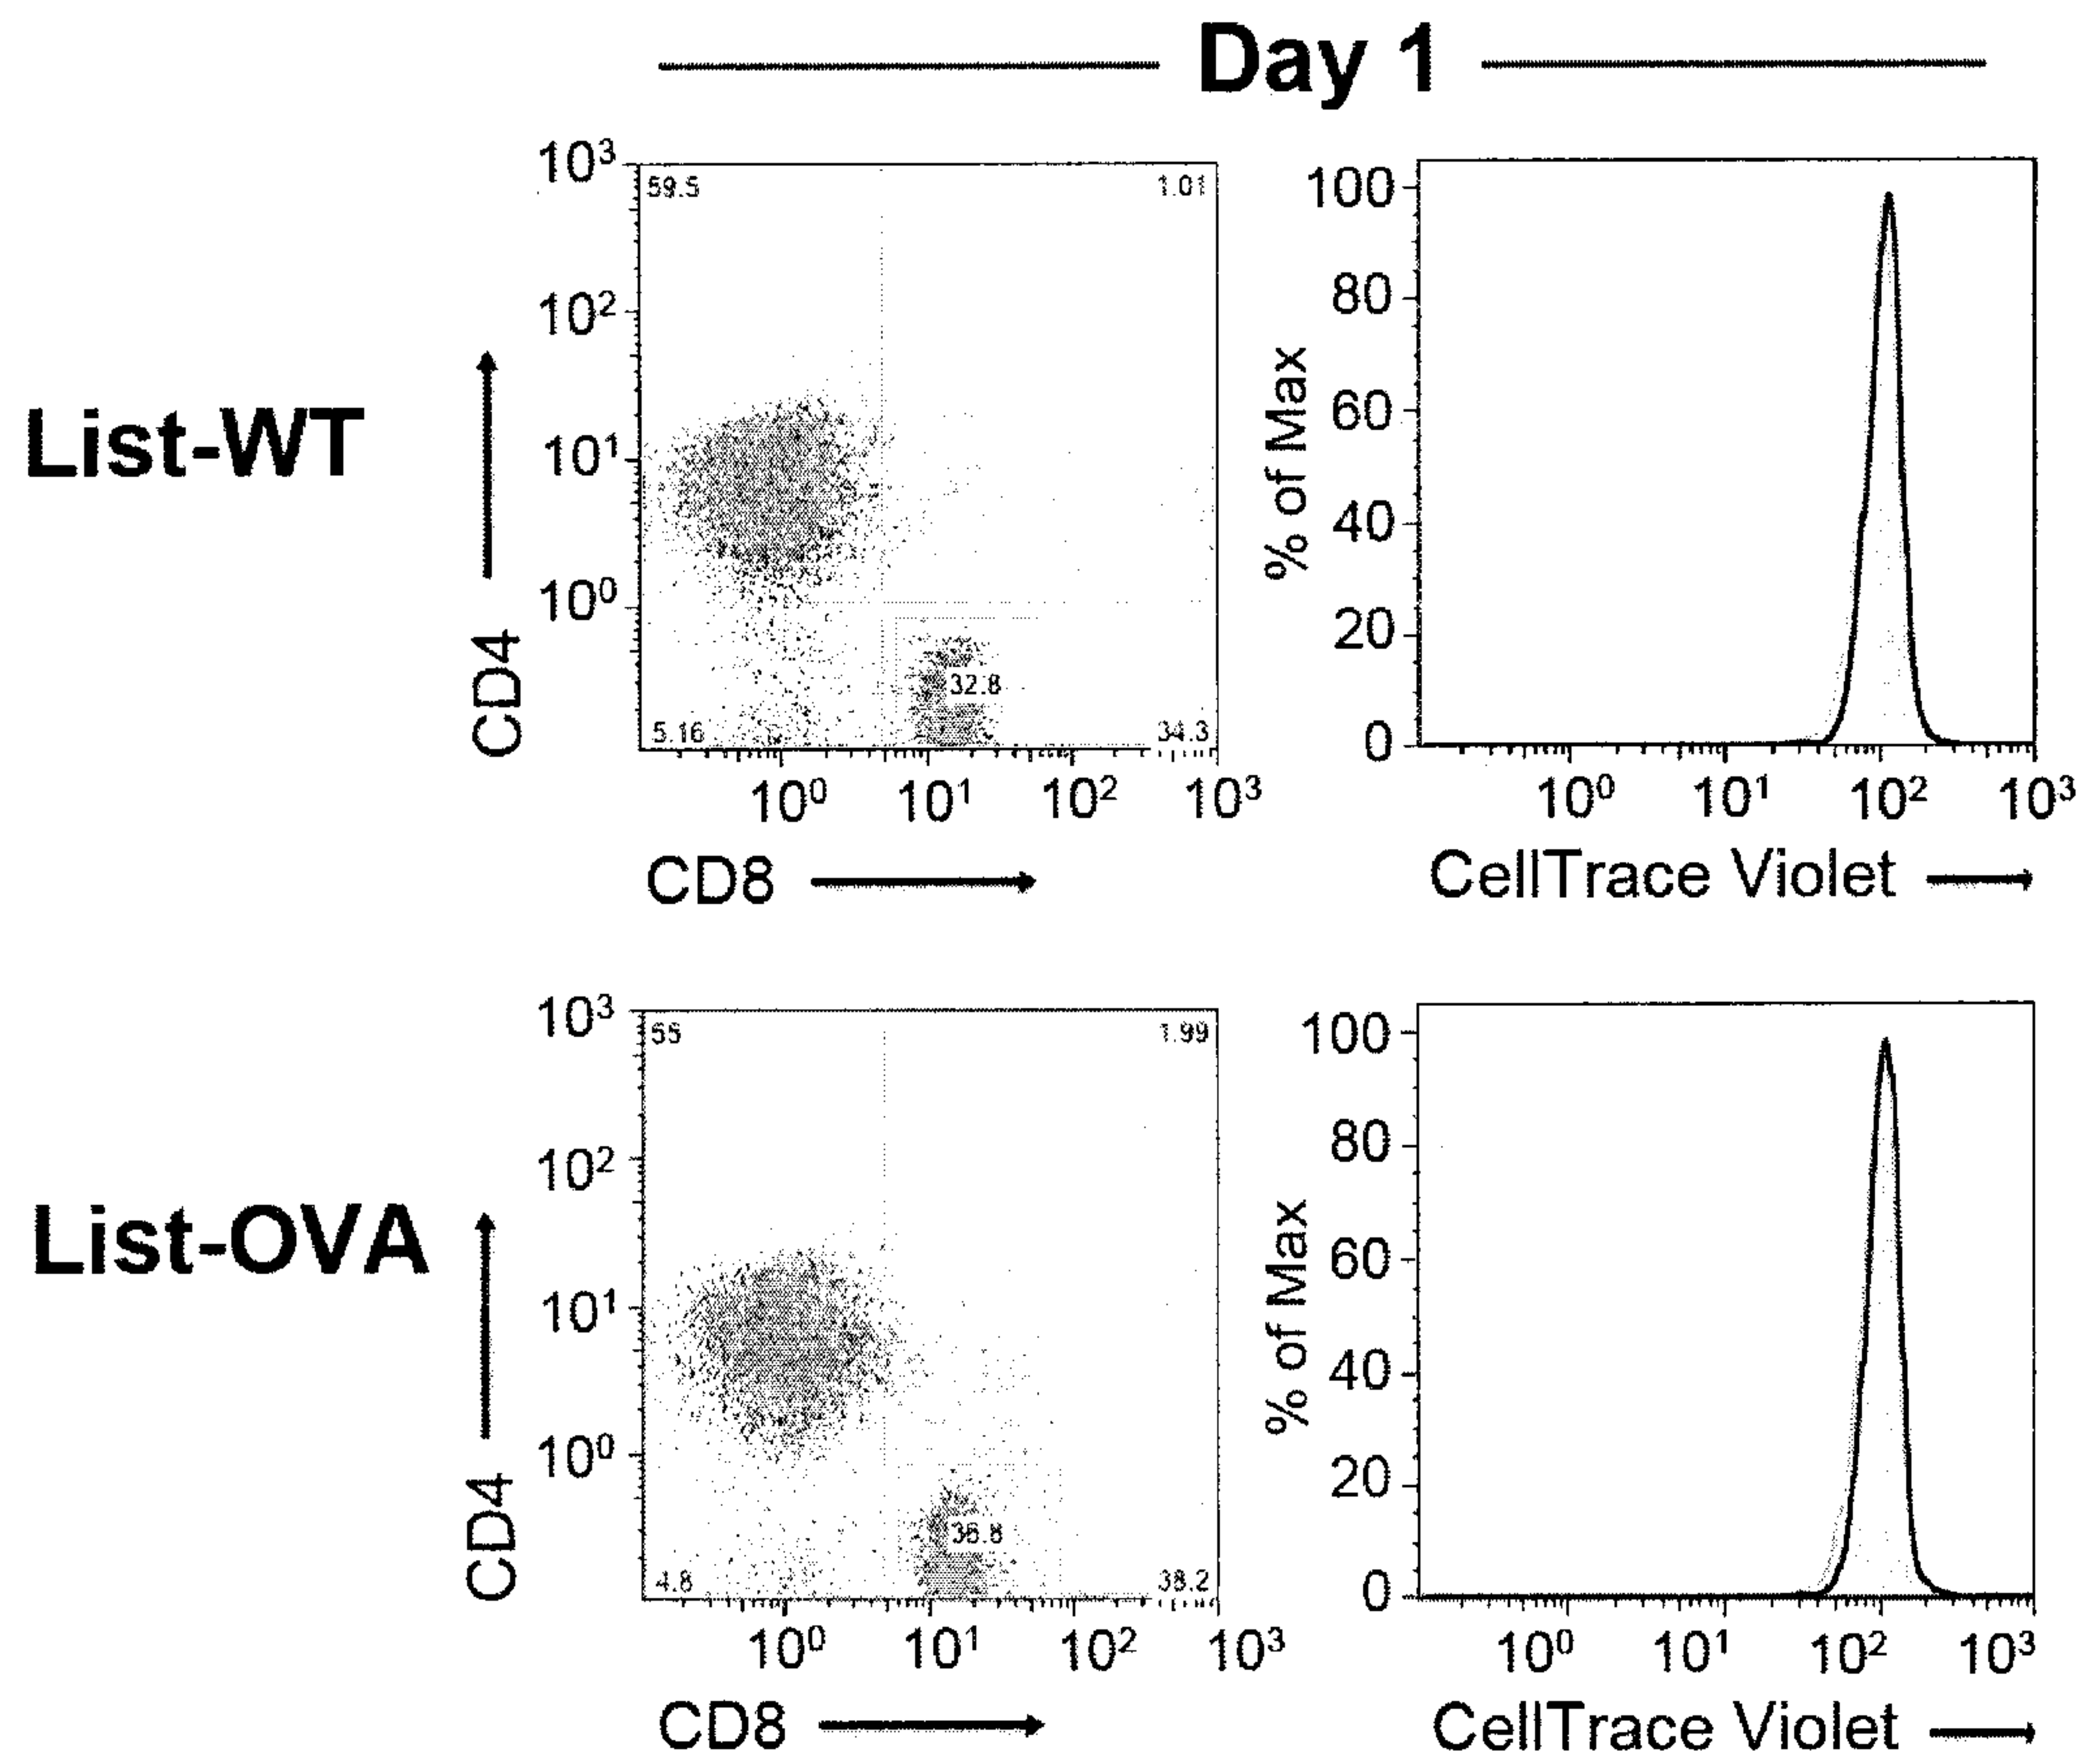 Day 1
List-WT
10³
10²
10¹
10⁰
CD4
59.5
1.01
32.8
5.16
34.3
10⁰ 10¹ 10² 10³
CD8
% of Max
100
80
60
40
20
0
10⁰ 10¹ 10² 10³
CellTrace Violet
List-OVA
10³
10²
10¹
10⁰
CD4
55
1.99
36.8
4.8
38.2
10⁰ 10¹ 10² 10³
CD8
% of Max
100
80
60
40
20
0
10⁰ 10¹ 10² 10³
CellTrace Violet